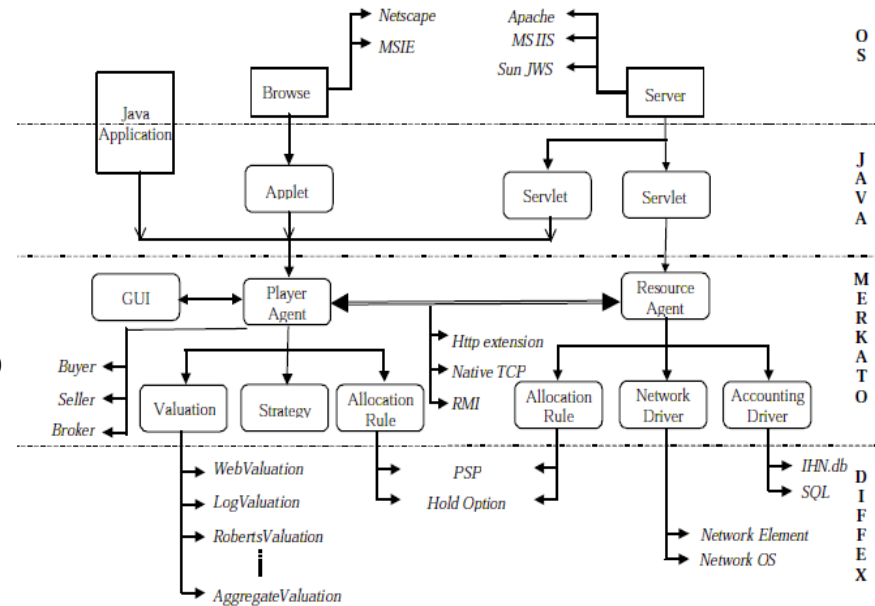 Netscape
MSIE
Apache
MS IIS
Sun JWS
O
S
Java
Application
Browse
Server
Applet
Servlet
Servlet
J
A
V
A
GUI
Player
Agent
Resource
Agent
M
E
R
K
A
T
O
Http extension
Native TCP
RMI
Buyer
Seller
Broker
Valuation
Strategy
Allocation
Rule
Allocation
Rule
Network
Driver
Accounting
Driver
WebValuation
LogValuation
RobertsValuation
AggregateValuation
PSP
Hold Option
IHN.db
SQL
Network Element
Network OS
D
I
F
F
E
X